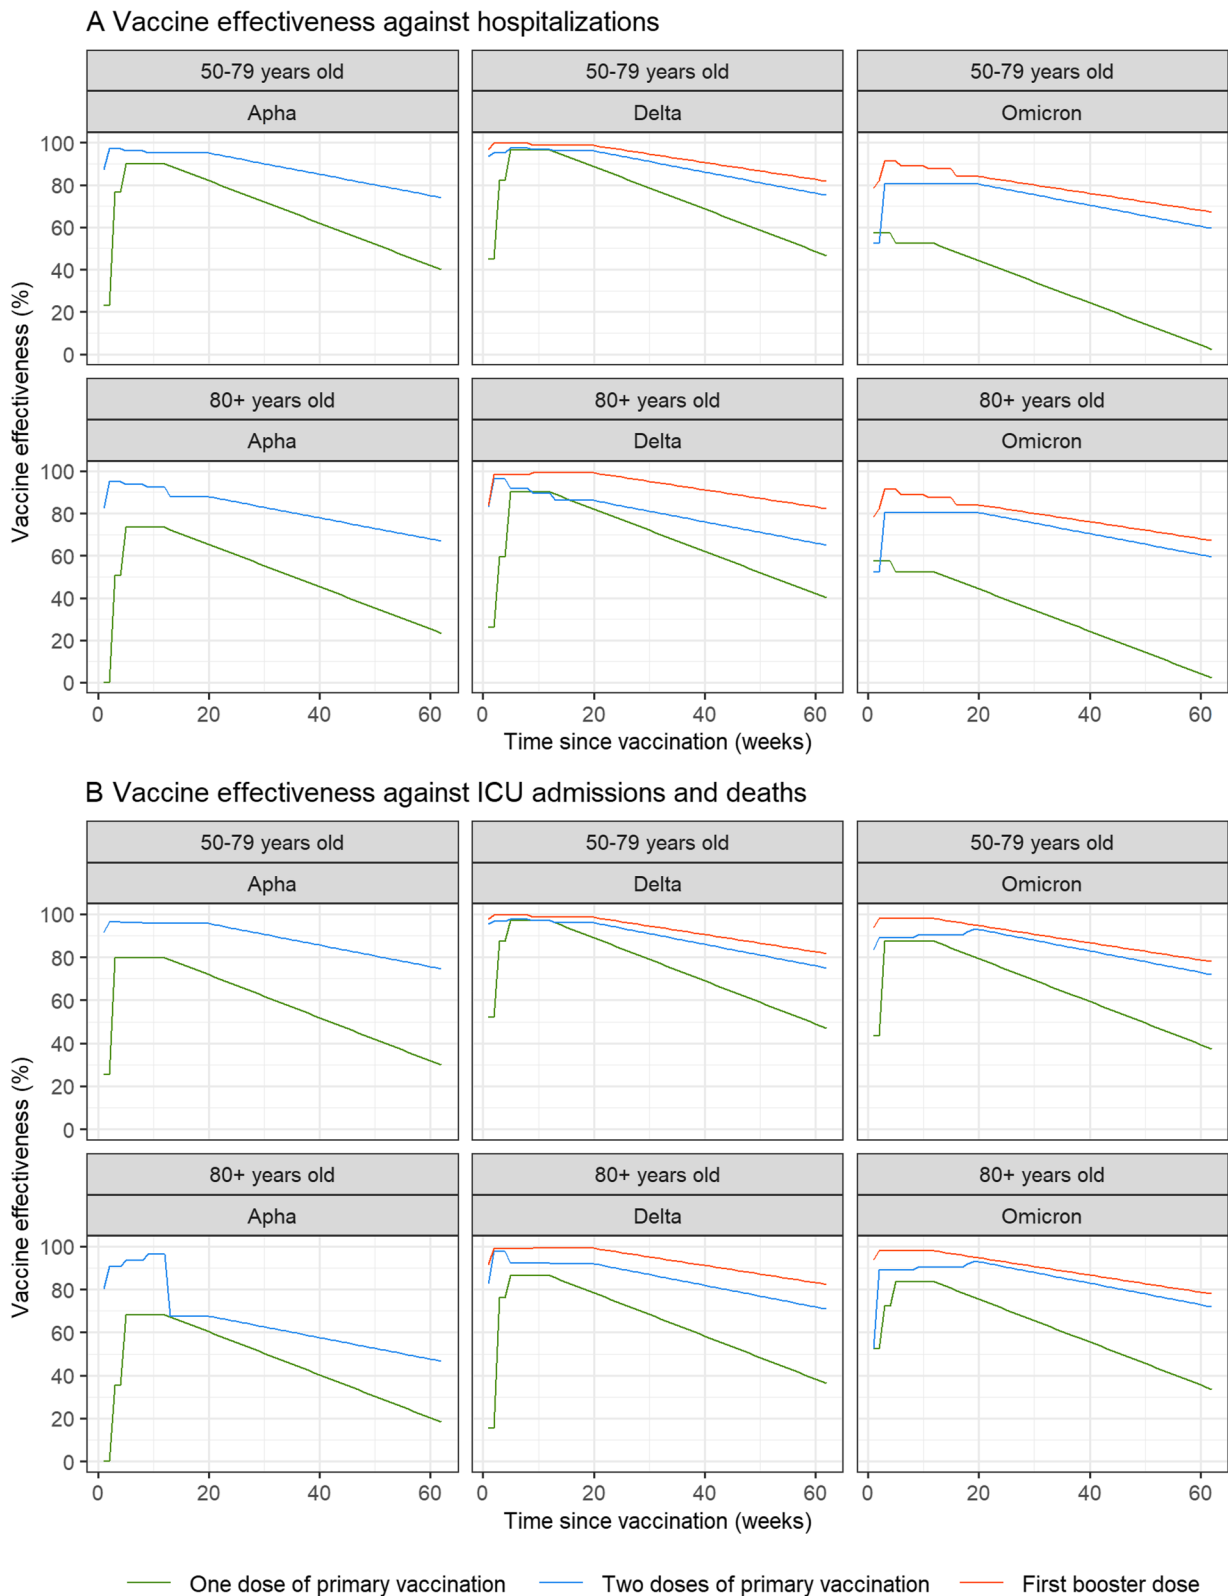 A Vaccine effectiveness against hospitalizations
50-79 years old 50-79 years old 50-79 years old
Apha Delta Omicron
100
80
60
40
20
0
80+ years old 80+ years old 80+ years old
Apha Delta Omicron
100
80
60
40
20
0
Vaccine effectiveness (%)
0 20 40 60 0 20 40 60 0 20 40 60
Time since vaccination (weeks)
B Vaccine effectiveness against ICU admissions and deaths
50-79 years old 50-79 years old 50-79 years old
Apha Delta Omicron
100
80
60
40
20
0
80+ years old 80+ years old 80+ years old
Apha Delta Omicron
100
80
60
40
20
0
Vaccine effectiveness (%)
0 20 40 60 0 20 40 60 0 20 40 60
Time since vaccination (weeks)
One dose of primary vaccination Two doses of primary vaccination First booster dose